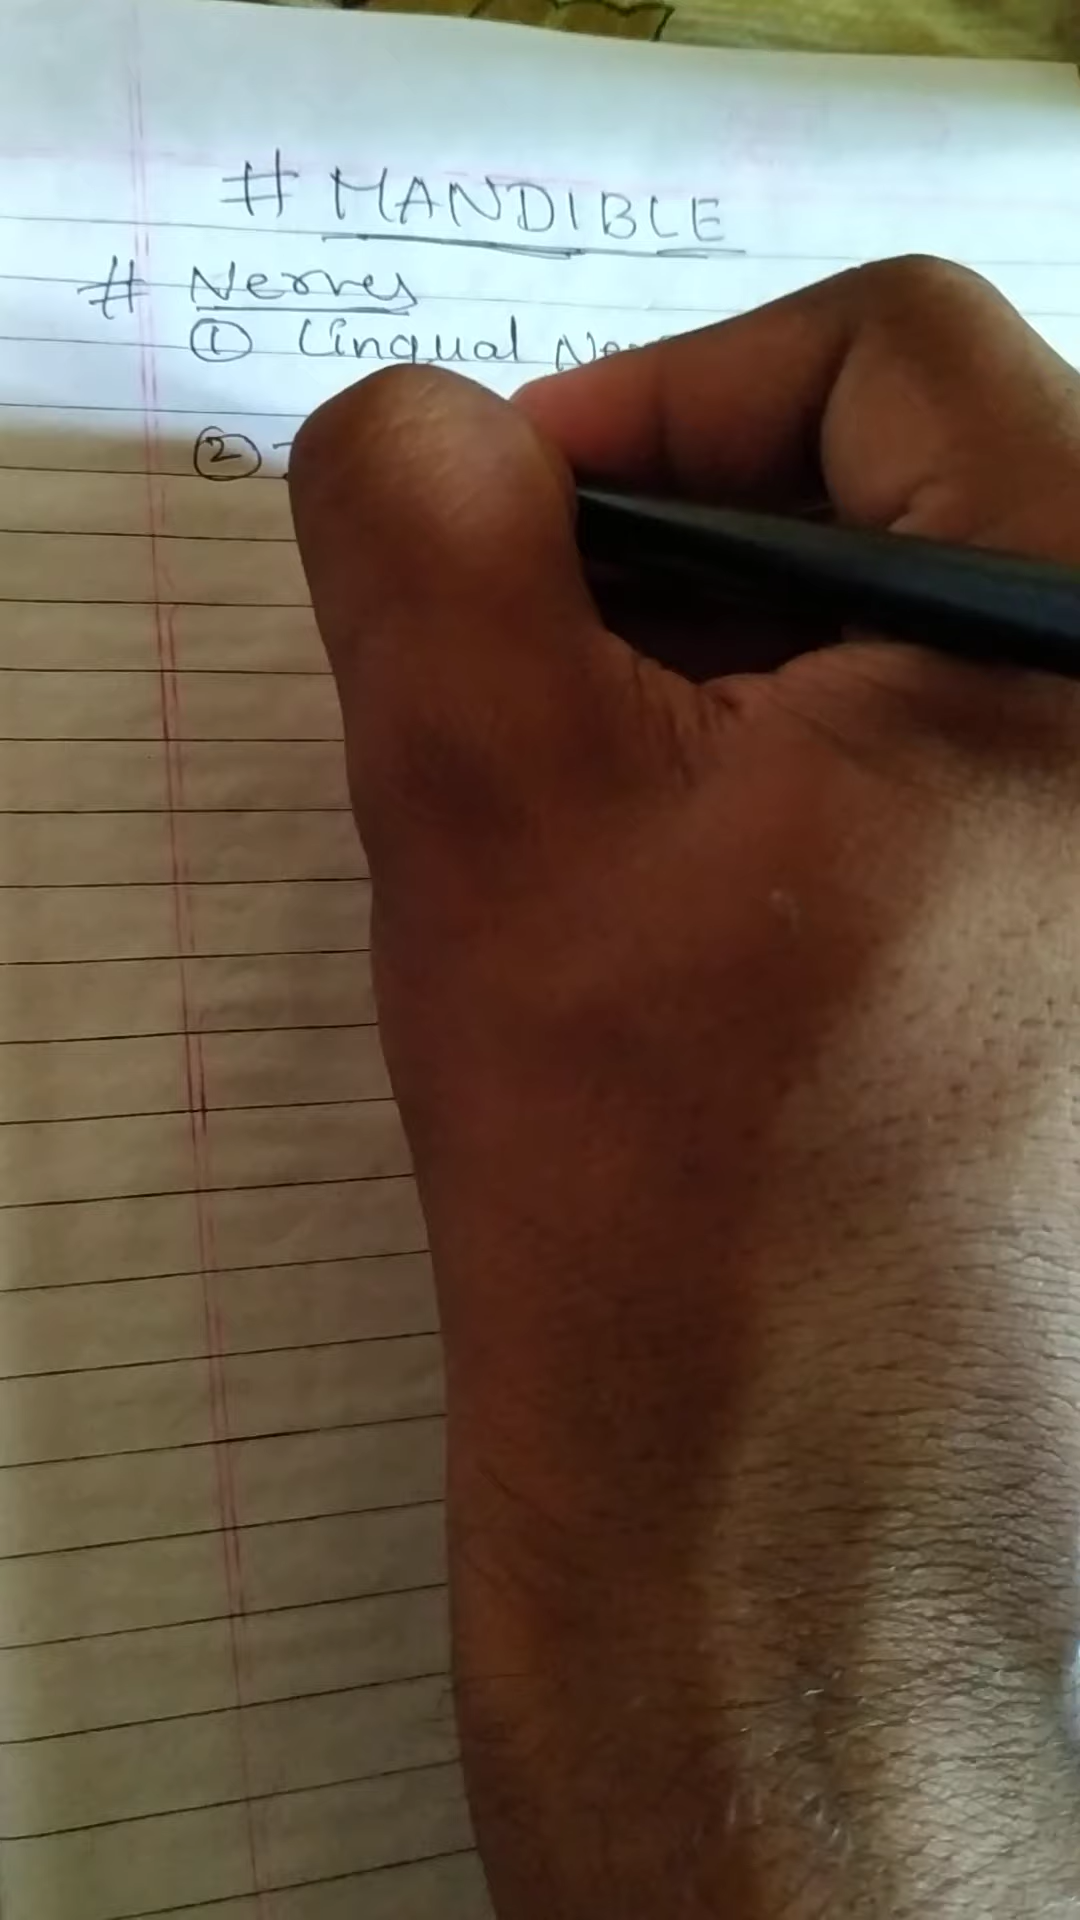 # MANDIBLE
# Nerves
① Lingual
②